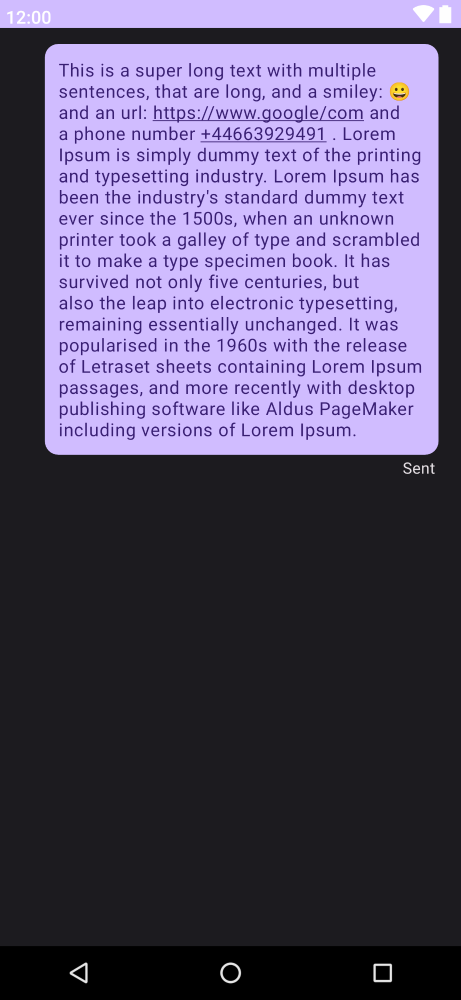 12:00
This is a super long text with multiple
sentences, that are long, and a smiley: 😀
and an url: https://www.google/com and
a phone number +44663929491 . Lorem
Ipsum is simply dummy text of the printing
and typesetting industry. Lorem Ipsum has
been the industry's standard dummy text
ever since the 1500s, when an unknown
printer took a galley of type and scrambled
it to make a type specimen book. It has
survived not only five centuries, but
also the leap into electronic typesetting,
remaining essentially unchanged. It was
popularised in the 1960s with the release
of Letraset sheets containing Lorem Ipsum
passages, and more recently with desktop
publishing software like Aldus PageMaker
including versions of Lorem Ipsum.
Sent